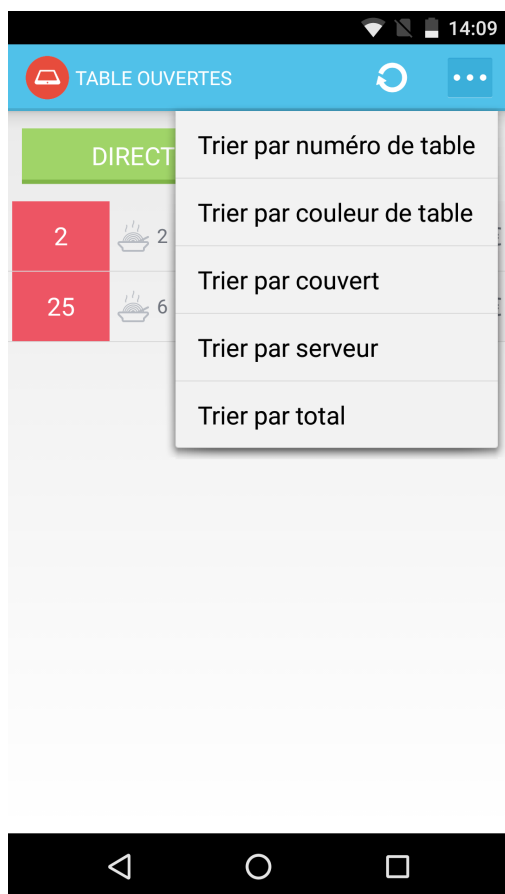 14:09
TABLE OUVERTES
DIRECT
Trier par numéro de table
Trier par couleur de table
Trier par couvert
Trier par serveur
Trier par total
2
2
25
6